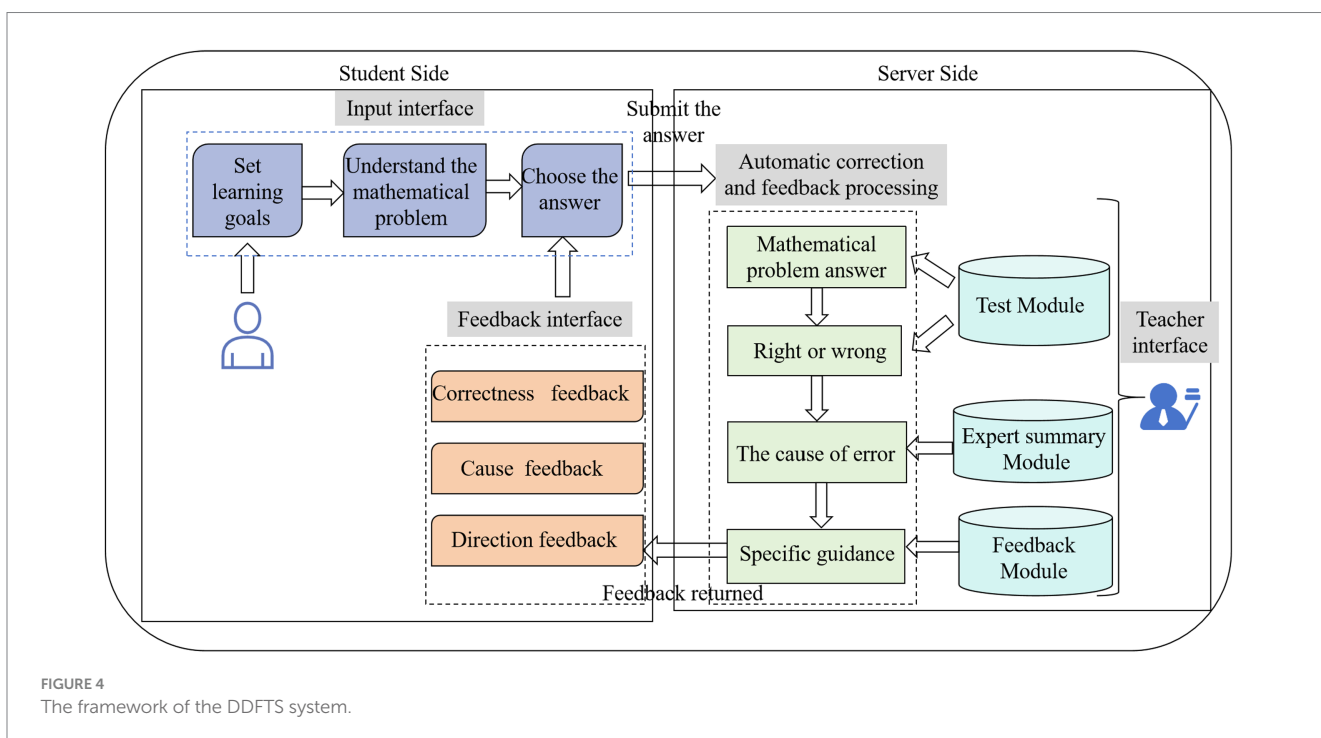 Student Side
Server Side
Input interface
Submit the
answer
Set
learning
goals
Understand the
mathematical
problem
Choose the
answer
Automatic correction
and feedback processing
Mathematical
problem answer
Test Module
Feedback interface
Right or wrong
Teacher
interface
Correctness feedback
Cause feedback
The cause of error
Expert summary
Module
Direction feedback
Specific guidance
Feedback
Module
Feedback returned
FIGURE 4
The framework of the DDFTS system.